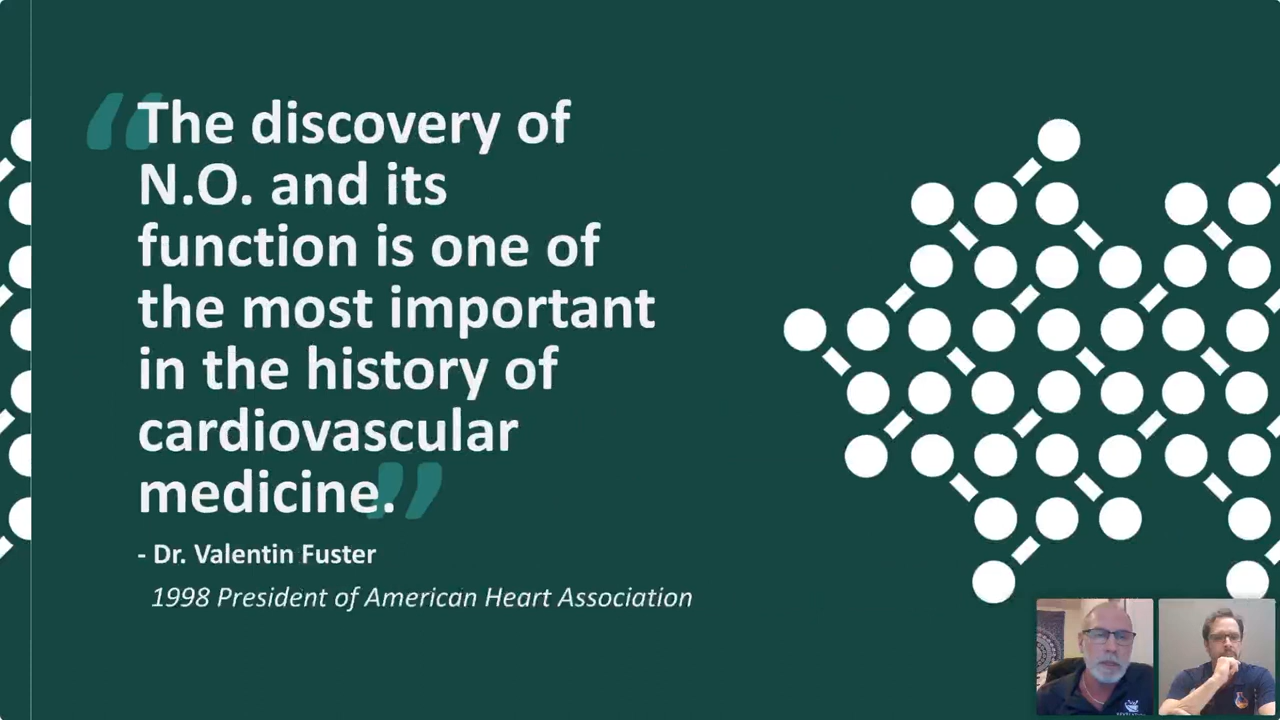 “The discovery of
N.O. and its
function is one of
the most important
in the history of
cardiovascular
medicine.”
- Dr. Valentin Fuster
1998 President of American Heart Association